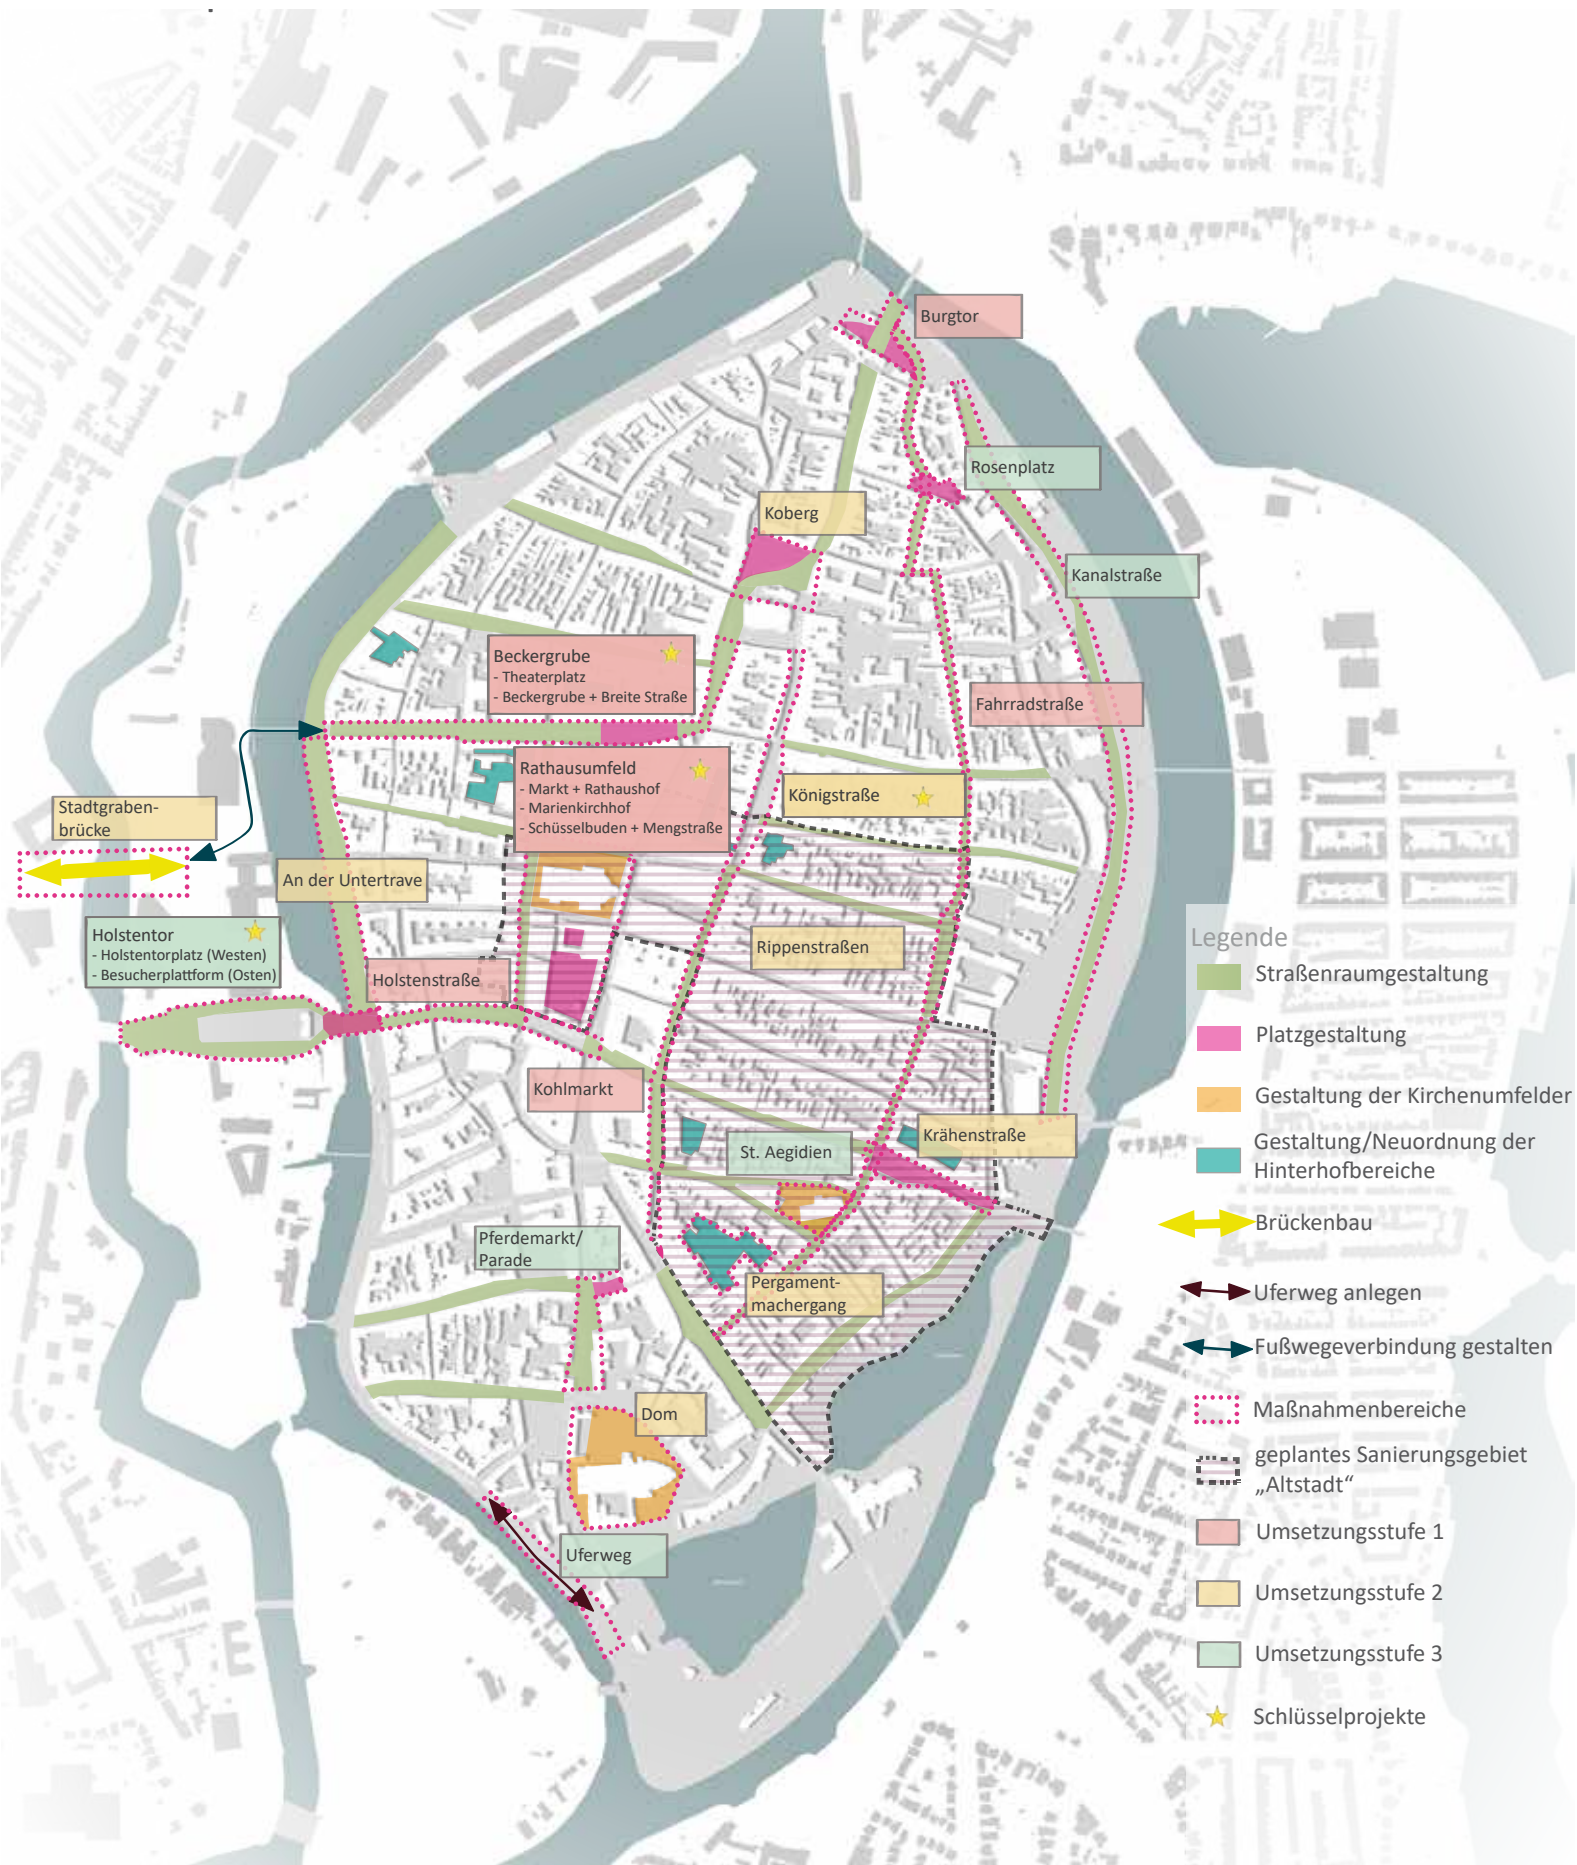 Burgtor
Rosenplatz
Koberg
Kanalstraße
Beckergrube
- Theaterplatz
- Beckergrube + Breite Straße
Fahrradstraße
Rathausumfeld
- Markt + Rathaushof
- Marienkirchhof
- Schüsselbuden + Mengstraße
Königstraße
Stadtgraben-
brücke
An der Untertrave
Holstentor
- Holstentorplatz (Westen)
- Besucherplattform (Osten)
Rippenstraßen
Holstenstraße
Kohlmarkt
Krähenstraße
St. Aegidien
Pferdemarkt/
Parade
Pergament-
machergang
Dom
Uferweg
Legende
Straßenraumgestaltung
Platzgestaltung
Gestaltung der Kirchenumfelder
Gestaltung/Neuordnung der
Hinterhofbereiche
Brückenbau
Uferweg anlegen
Fußwegeverbindung gestalten
Maßnahmenbereiche
geplantes Sanierungsgebiet
„Altstadt“
Umsetzungsstufe 1
Umsetzungsstufe 2
Umsetzungsstufe 3
Schlüsselprojekte